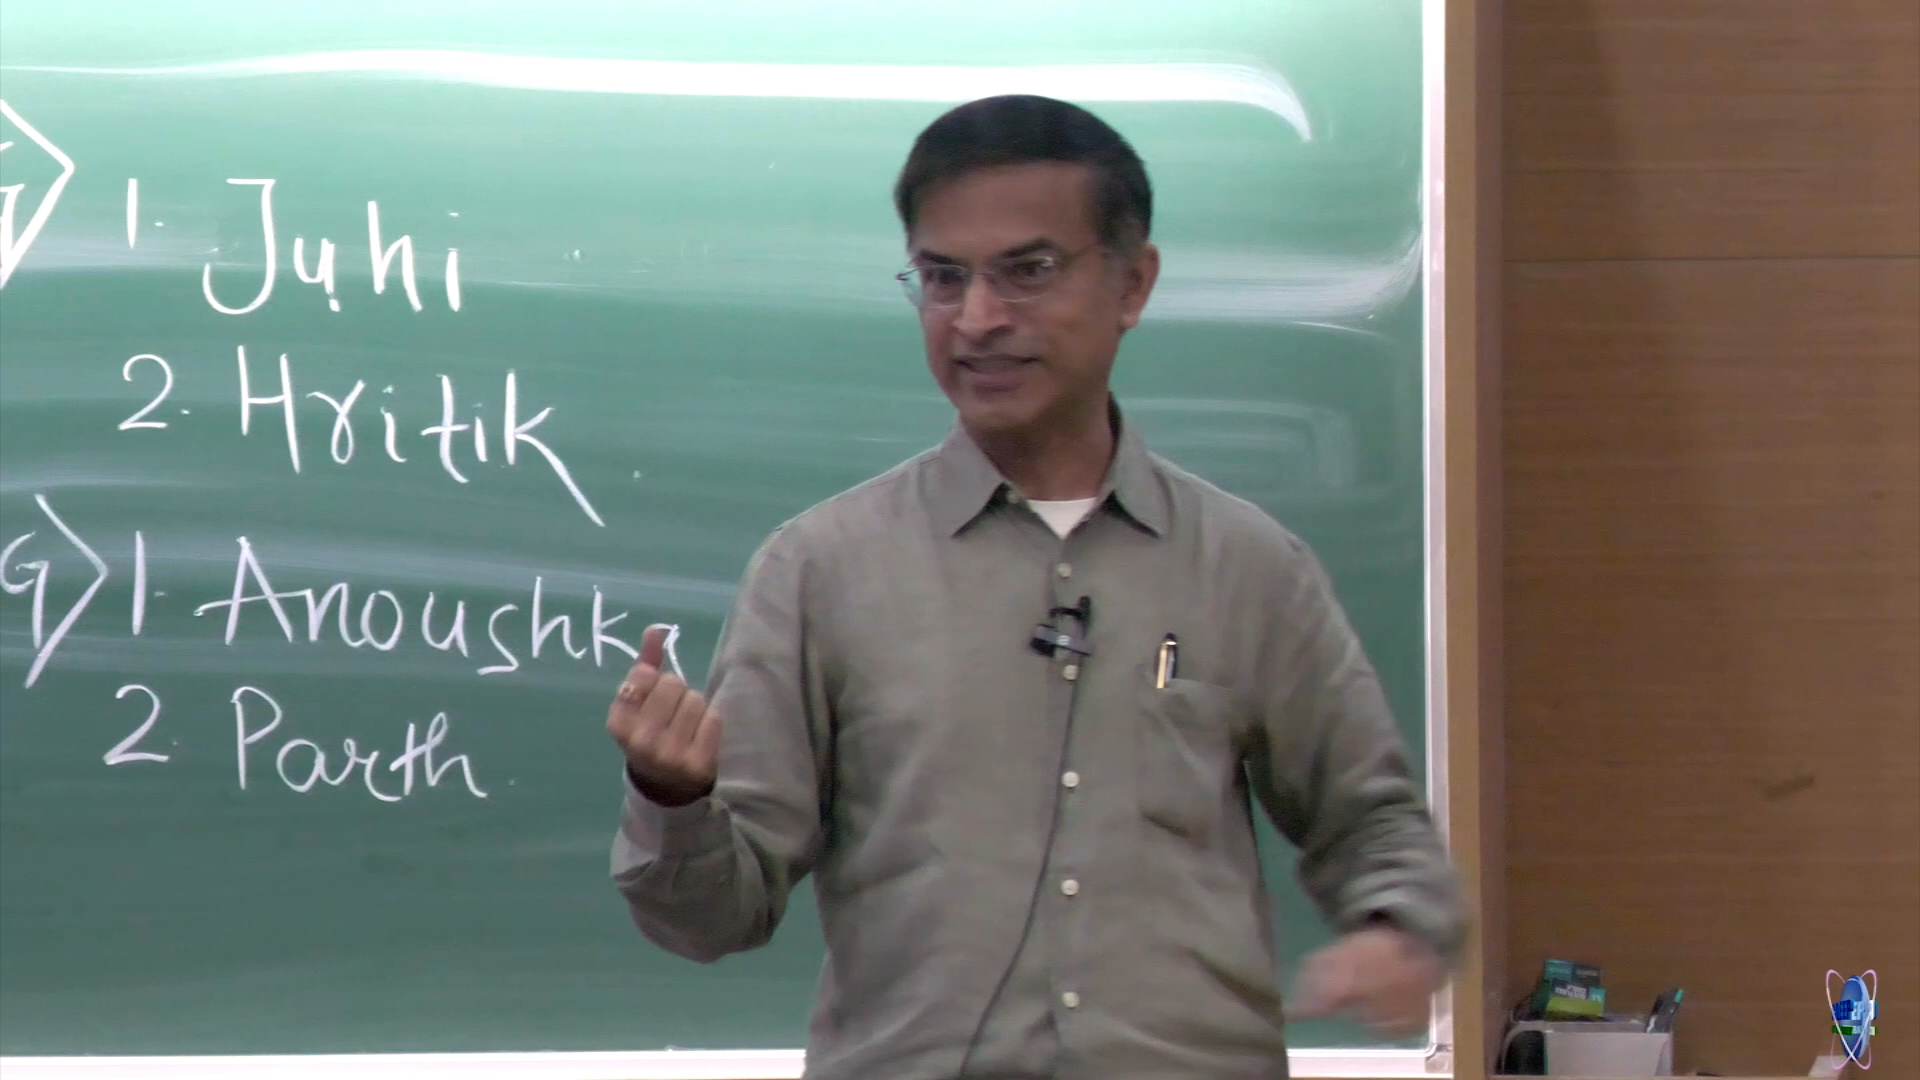 1. Juhi
2. Hritik
G> 1. Anoushka
2. Parth.